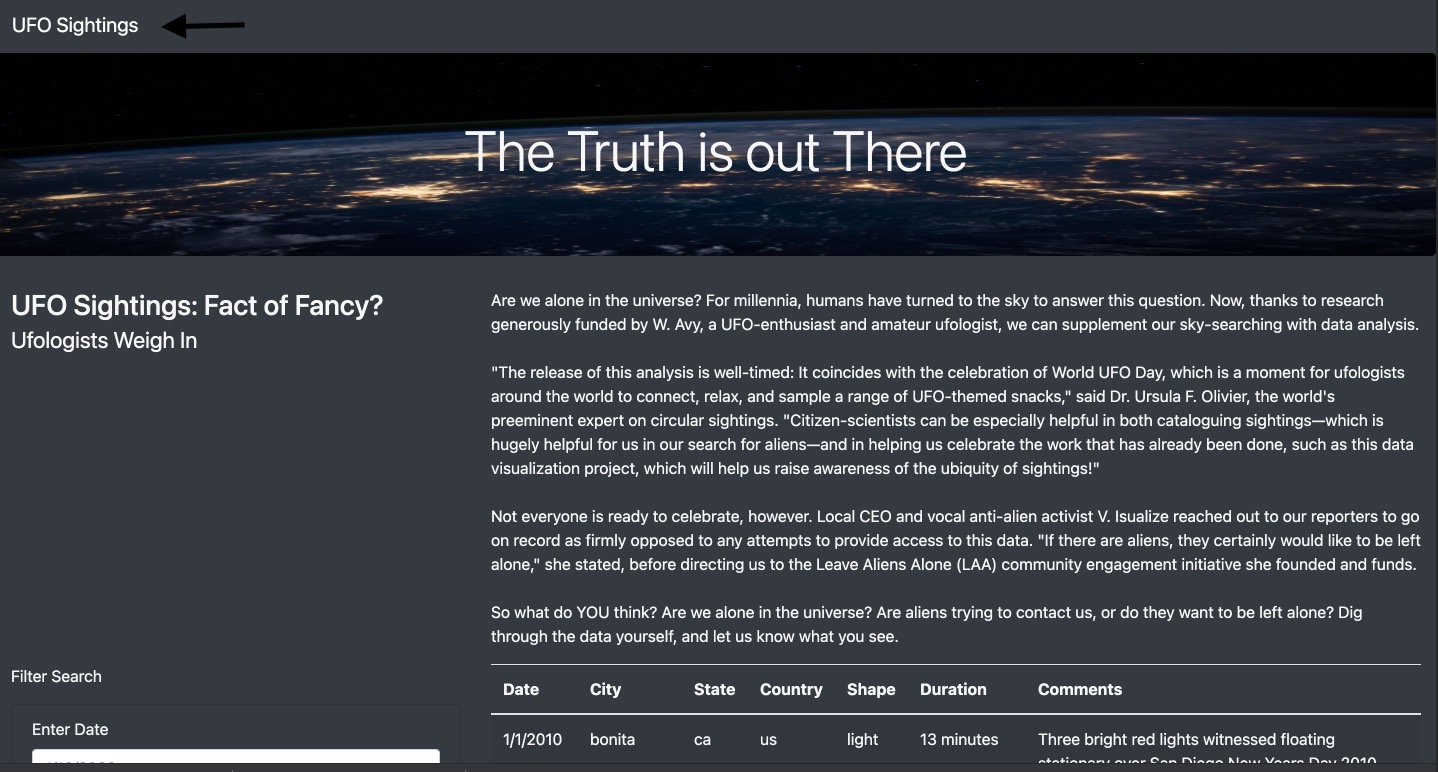 UFO Sightings
The Truth is out There
UFO Sightings: Fact of Fancy?
Ufologists Weigh In
Are we alone in the universe? For millennia, humans have turned to the sky to answer this question. Now, thanks to research
generously funded by W. Avy, a UFO-enthusiast and amateur ufologist, we can supplement our sky-searching with data analysis.
"The release of this analysis is well-timed: It coincides with the celebration of World UFO Day, which is a moment for ufologists
around the world to connect, relax, and sample a range of UFO-themed snacks," said Dr. Ursula F. Olivier, the world's
preeminent expert on circular sightings. "Citizen-scientists can be especially helpful in both cataloguing sightings—which is
hugely helpful for us in our search for aliens—and in helping us celebrate the work that has already been done, such as this data
visualization project, which will help us raise awareness of the ubiquity of sightings!"
Not everyone is ready to celebrate, however. Local CEO and vocal anti-alien activist V. Isualize reached out to our reporters to go
on record as firmly opposed to any attempts to provide access to this data. "If there are aliens, they certainly would like to be left
alone," she stated, before directing us to the Leave Aliens Alone (LAA) community engagement initiative she founded and funds.
So what do YOU think? Are we alone in the universe? Are aliens trying to contact us, or do they want to be left alone? Dig
through the data yourself, and let us know what you see.
Filter Search
Enter Date
Date City State Country Shape Duration Comments
1/1/2010 bonita ca us light 13 minutes Three bright red lights witnessed floating
stationary over San Diego New Years Day 2010